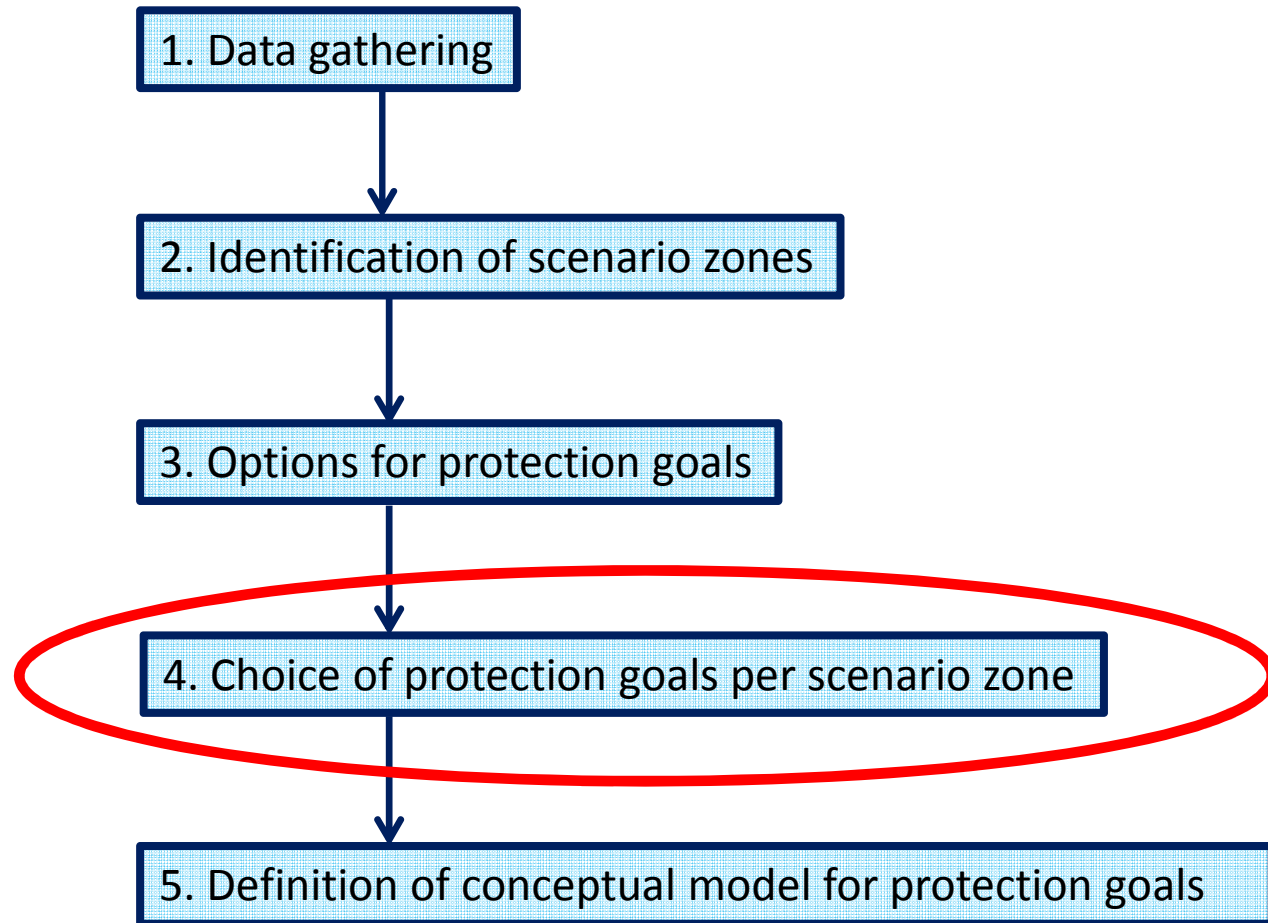 1. Data gathering
2. Identification of scenario zones
3. Options for protection goals
4. Choice of protection goals per scenario zone
5. Definition of conceptual model for protection goals